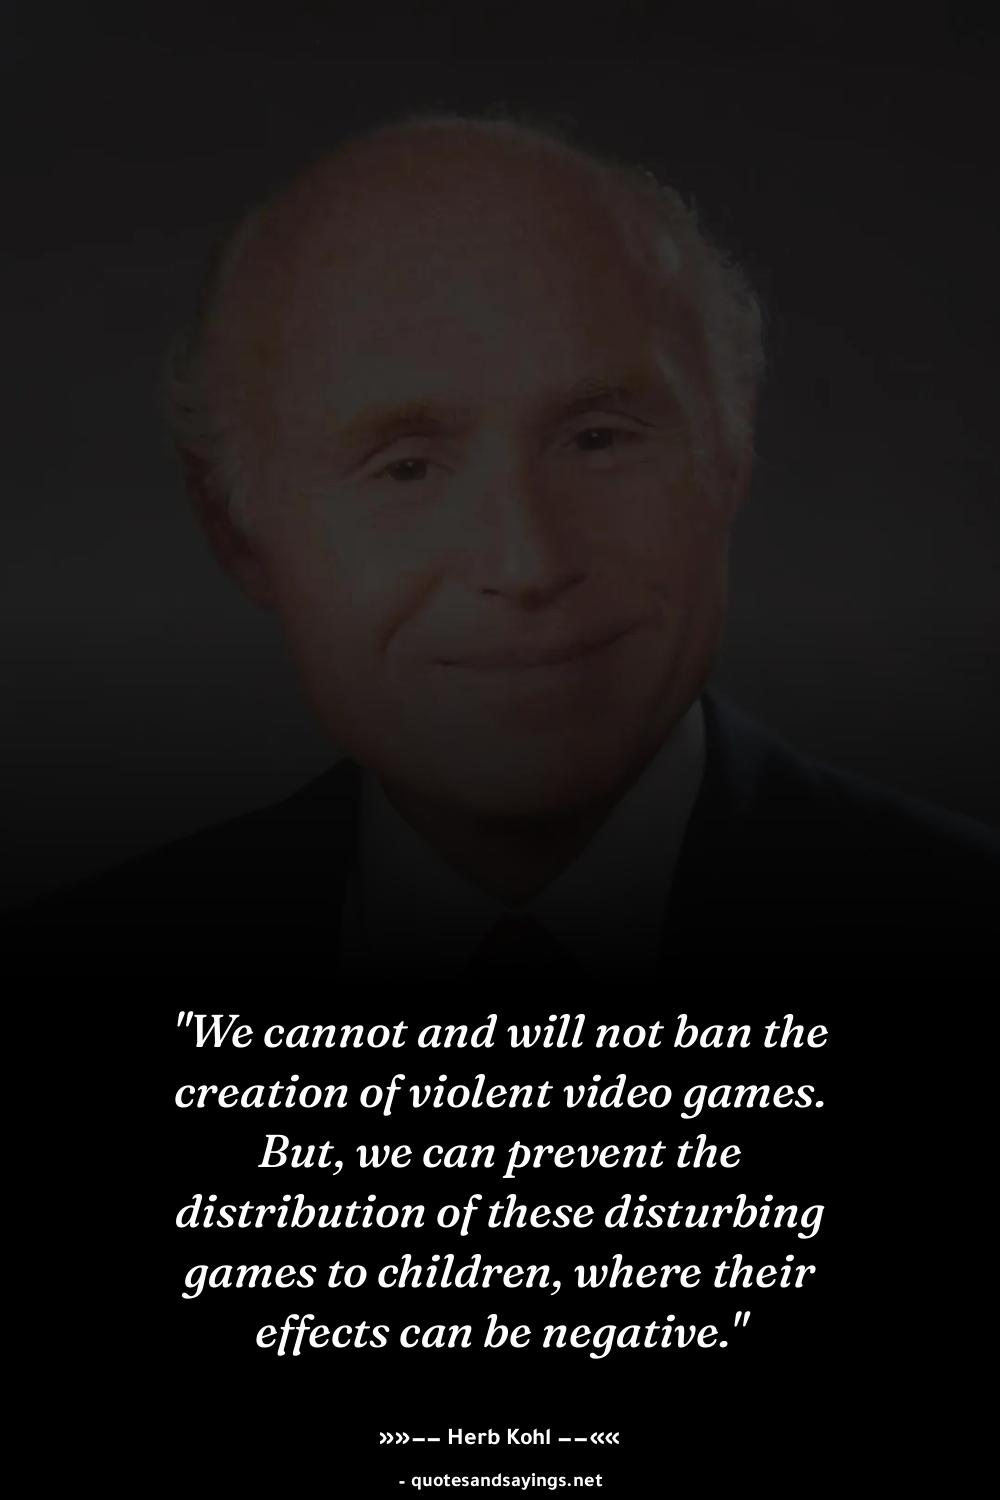 "We cannot and will not ban the
creation of violent video games.
But, we can prevent the
distribution of these disturbing
games to children, where their
effects can be negative."
»»−− Herb Kohl −−««
- quotesandsayings.net